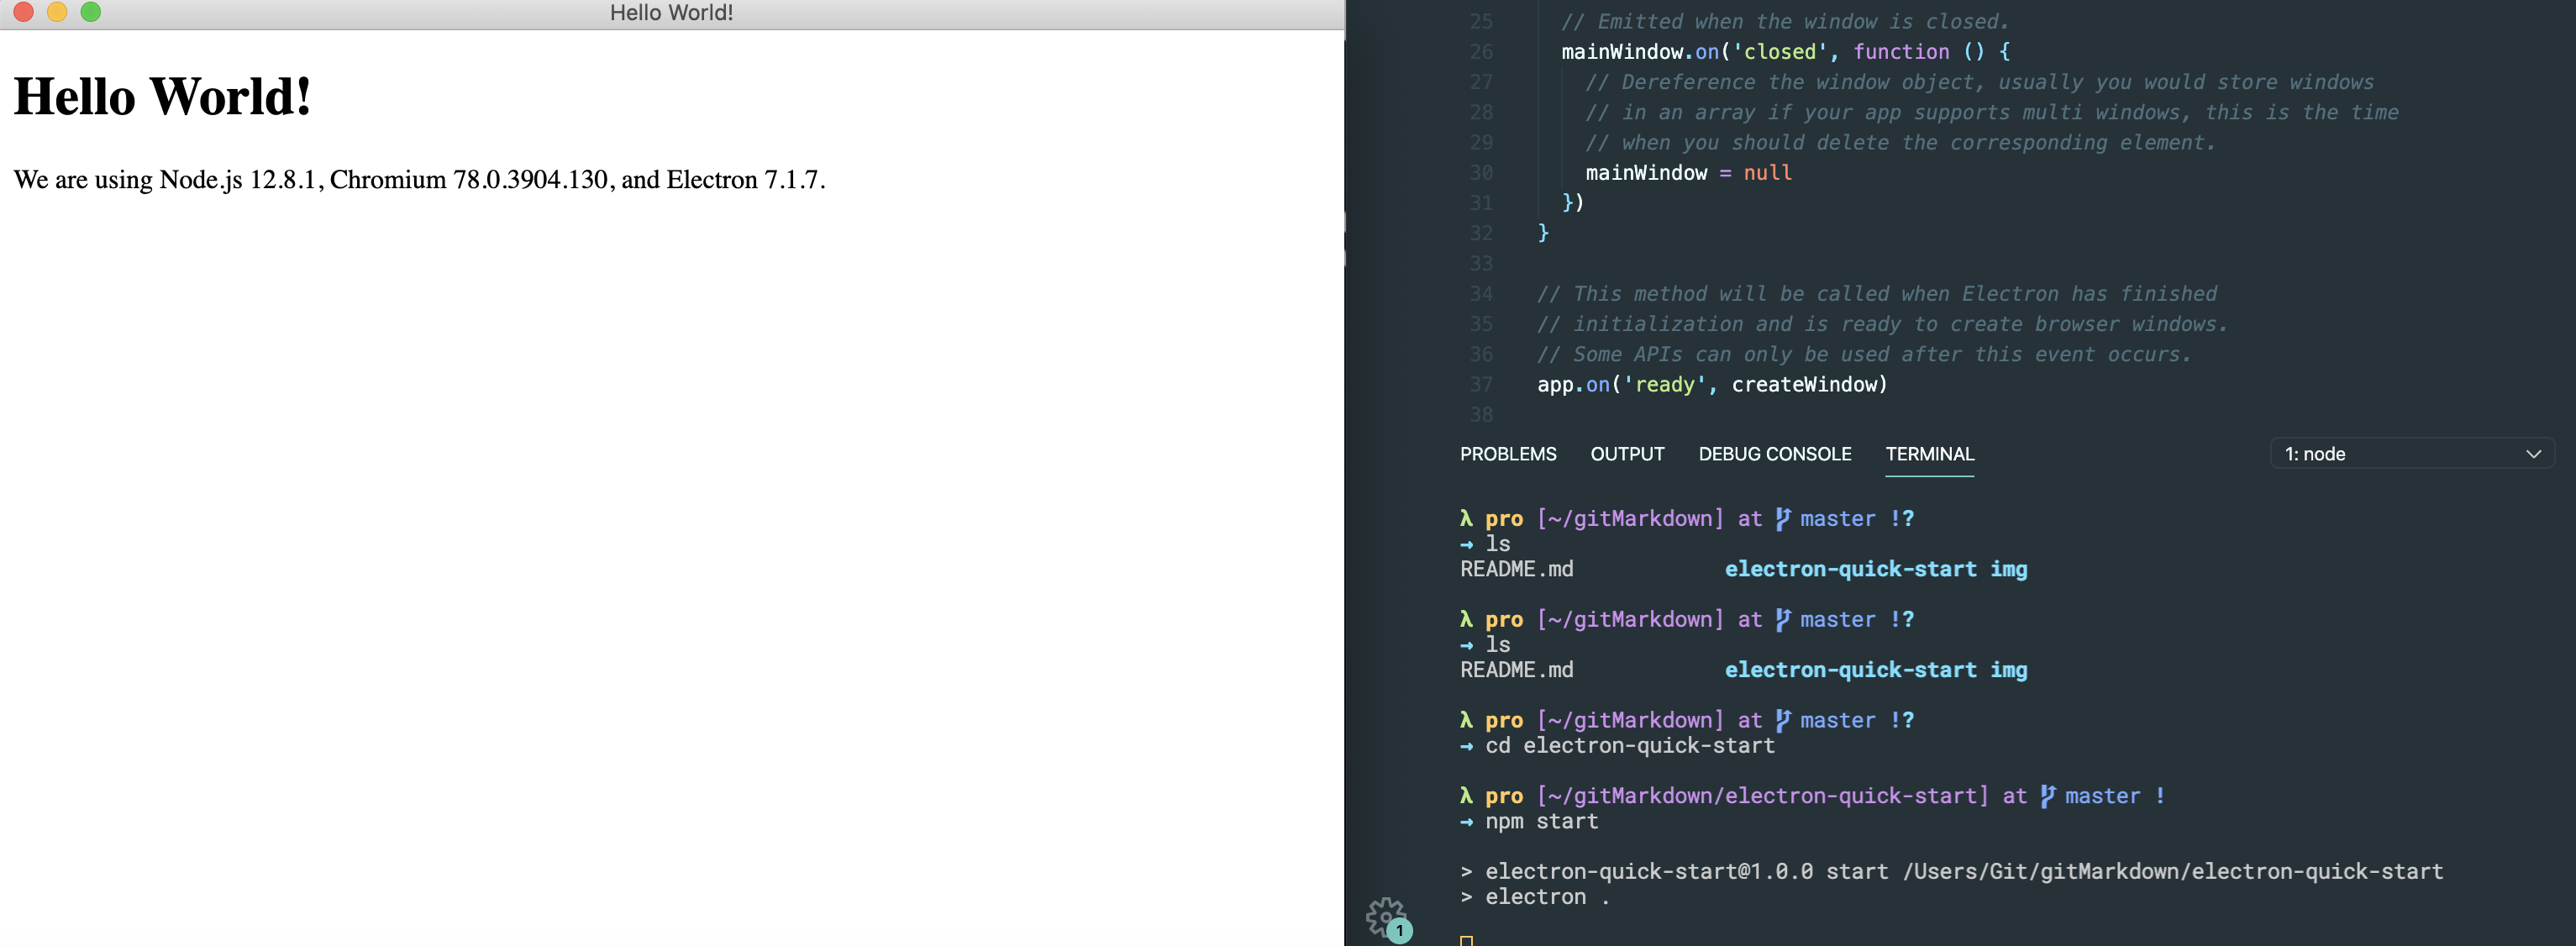 Hello World!
Hello World!
We are using Node.js 12.8.1, Chromium 78.0.3904.130, and Electron 7.1.7.
25 // Emitted when the window is closed.
26 mainWindow.on('closed', function () {
27 // Dereference the window object, usually you would store windows
28 // in an array if your app supports multi windows, this is the time
29 // when you should delete the corresponding element.
30 mainWindow = null
31 })
32 }
33
34 // This method will be called when Electron has finished
35 // initialization and is ready to create browser windows.
36 // Some APIs can only be used after this event occurs.
37 app.on('ready', createWindow)
38
PROBLEMS OUTPUT DEBUG CONSOLE TERMINAL 1: node
λ pro [~/gitMarkdown] at master !?
→ ls
README.md electron-quick-start img
λ pro [~/gitMarkdown] at master !?
→ ls
README.md electron-quick-start img
λ pro [~/gitMarkdown] at master !?
→ cd electron-quick-start
λ pro [~/gitMarkdown/electron-quick-start] at master !
→ npm start
> electron-quick-start@1.0.0 start /Users/Git/gitMarkdown/electron-quick-start
> electron .
1